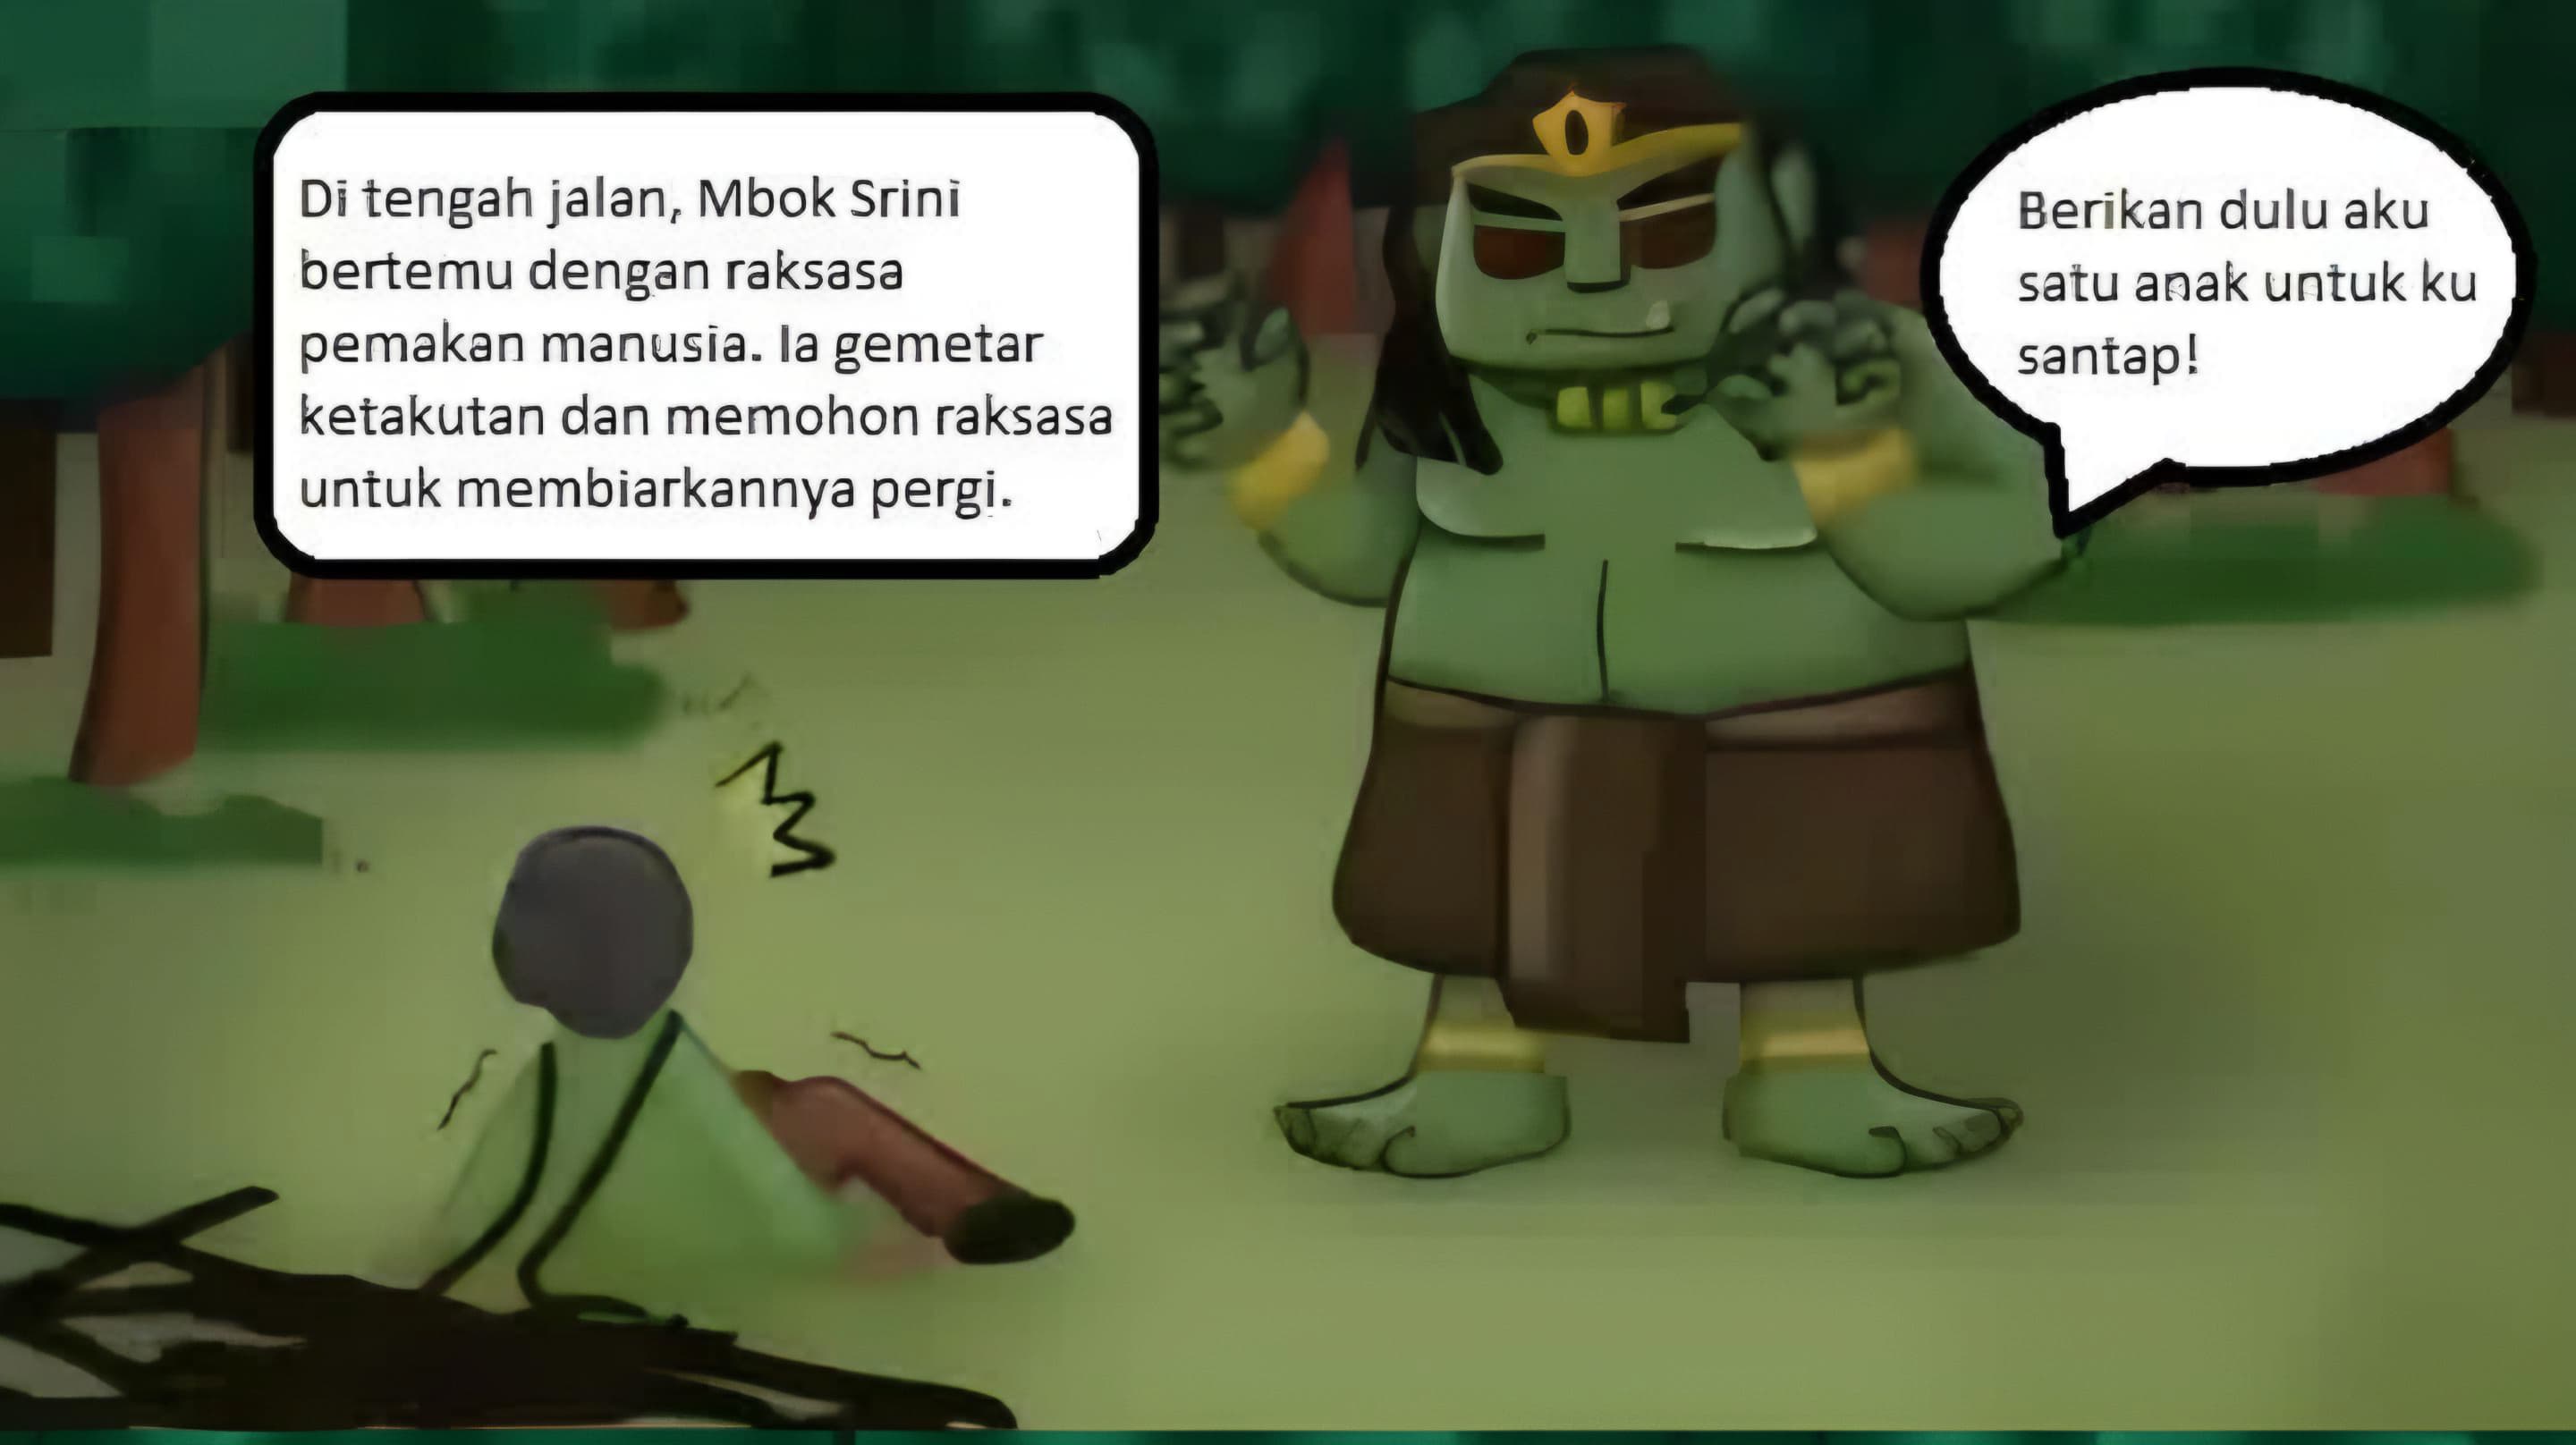 Di tengah jalan, Mbok Srini
bertemu dengan raksasa
pemakan manusia. Ia gemetar
ketakutan dan memohon raksasa
untuk membiarkannya pergi.
Berikan dulu aku
satu anak untuk ku
santap!